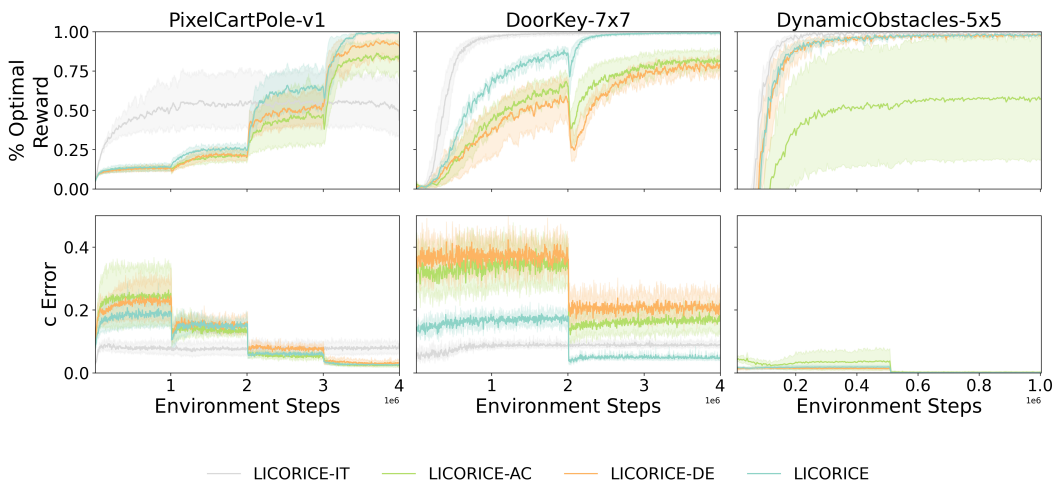 PixelCartPole-v1
DoorKey-7x7
DynamicObstacles-5x5
% Optimal
Reward
1.00
0.75
0.50
0.25
0.00
c Error
0.4
0.2
0.0
1 2 3 4
1e6
Environment Steps
1 2 3 4
1e6
Environment Steps
0.2 0.4 0.6 0.8 1.0
1e6
Environment Steps
LICORICE-IT LICORICE-AC LICORICE-DE LICORICE